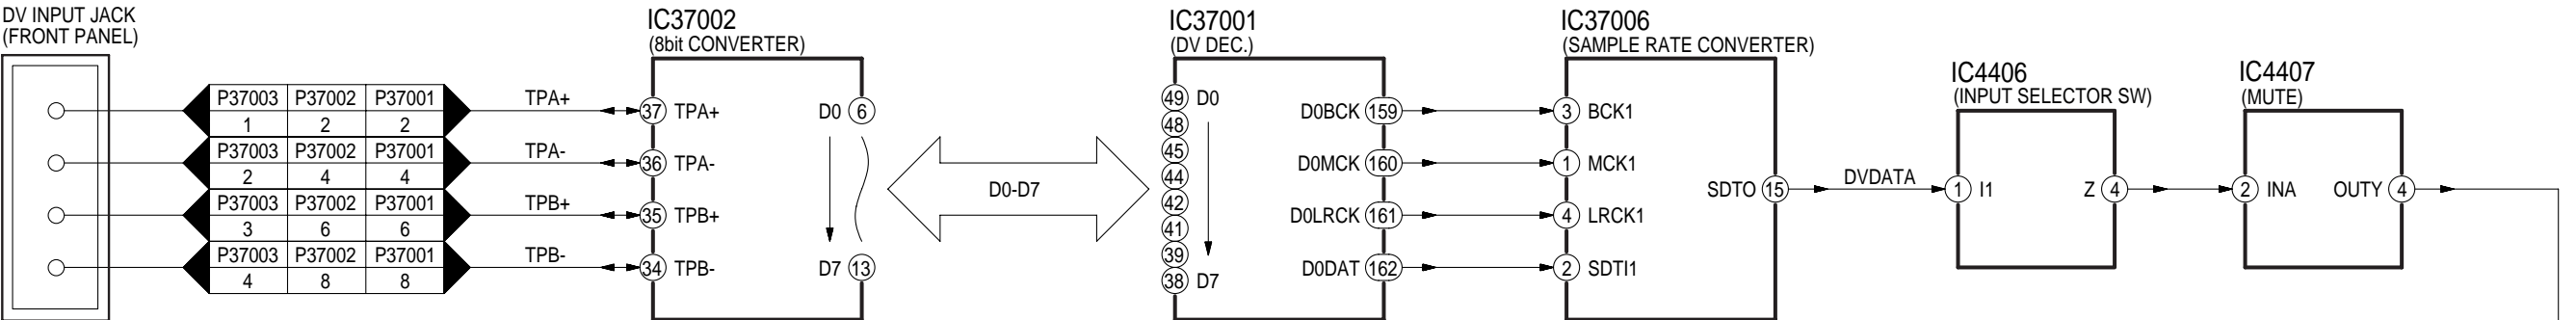 DV INPUT JACK
(FRONT PANEL)
P37003 P37002 P37001
1 2 2
P37003 P37002 P37001
2 4 4
P37003 P37002 P37001
3 6 6
P37003 P37002 P37001
4 8 8
TPA+
TPA-
TPB+
TPB-
IC37002
(8bit CONVERTER)
37 TPA+
36 TPA-
35 TPB+
34 TPB-
D0 6
D7 13
D0-D7
IC37001
(DV DEC.)
49 D0
48
45
44
42
41
39
38 D7
D0BCK 159
D0MCK 160
D0LRCK 161
D0DAT 162
IC37006
(SAMPLE RATE CONVERTER)
3 BCK1
1 MCK1
4 LRCK1
2 SDTI1
SDTO 15
DVDATA
IC4406
(INPUT SELECTOR SW)
1 I1
Z 4
IC4407
(MUTE)
2 INA
OUTY 4